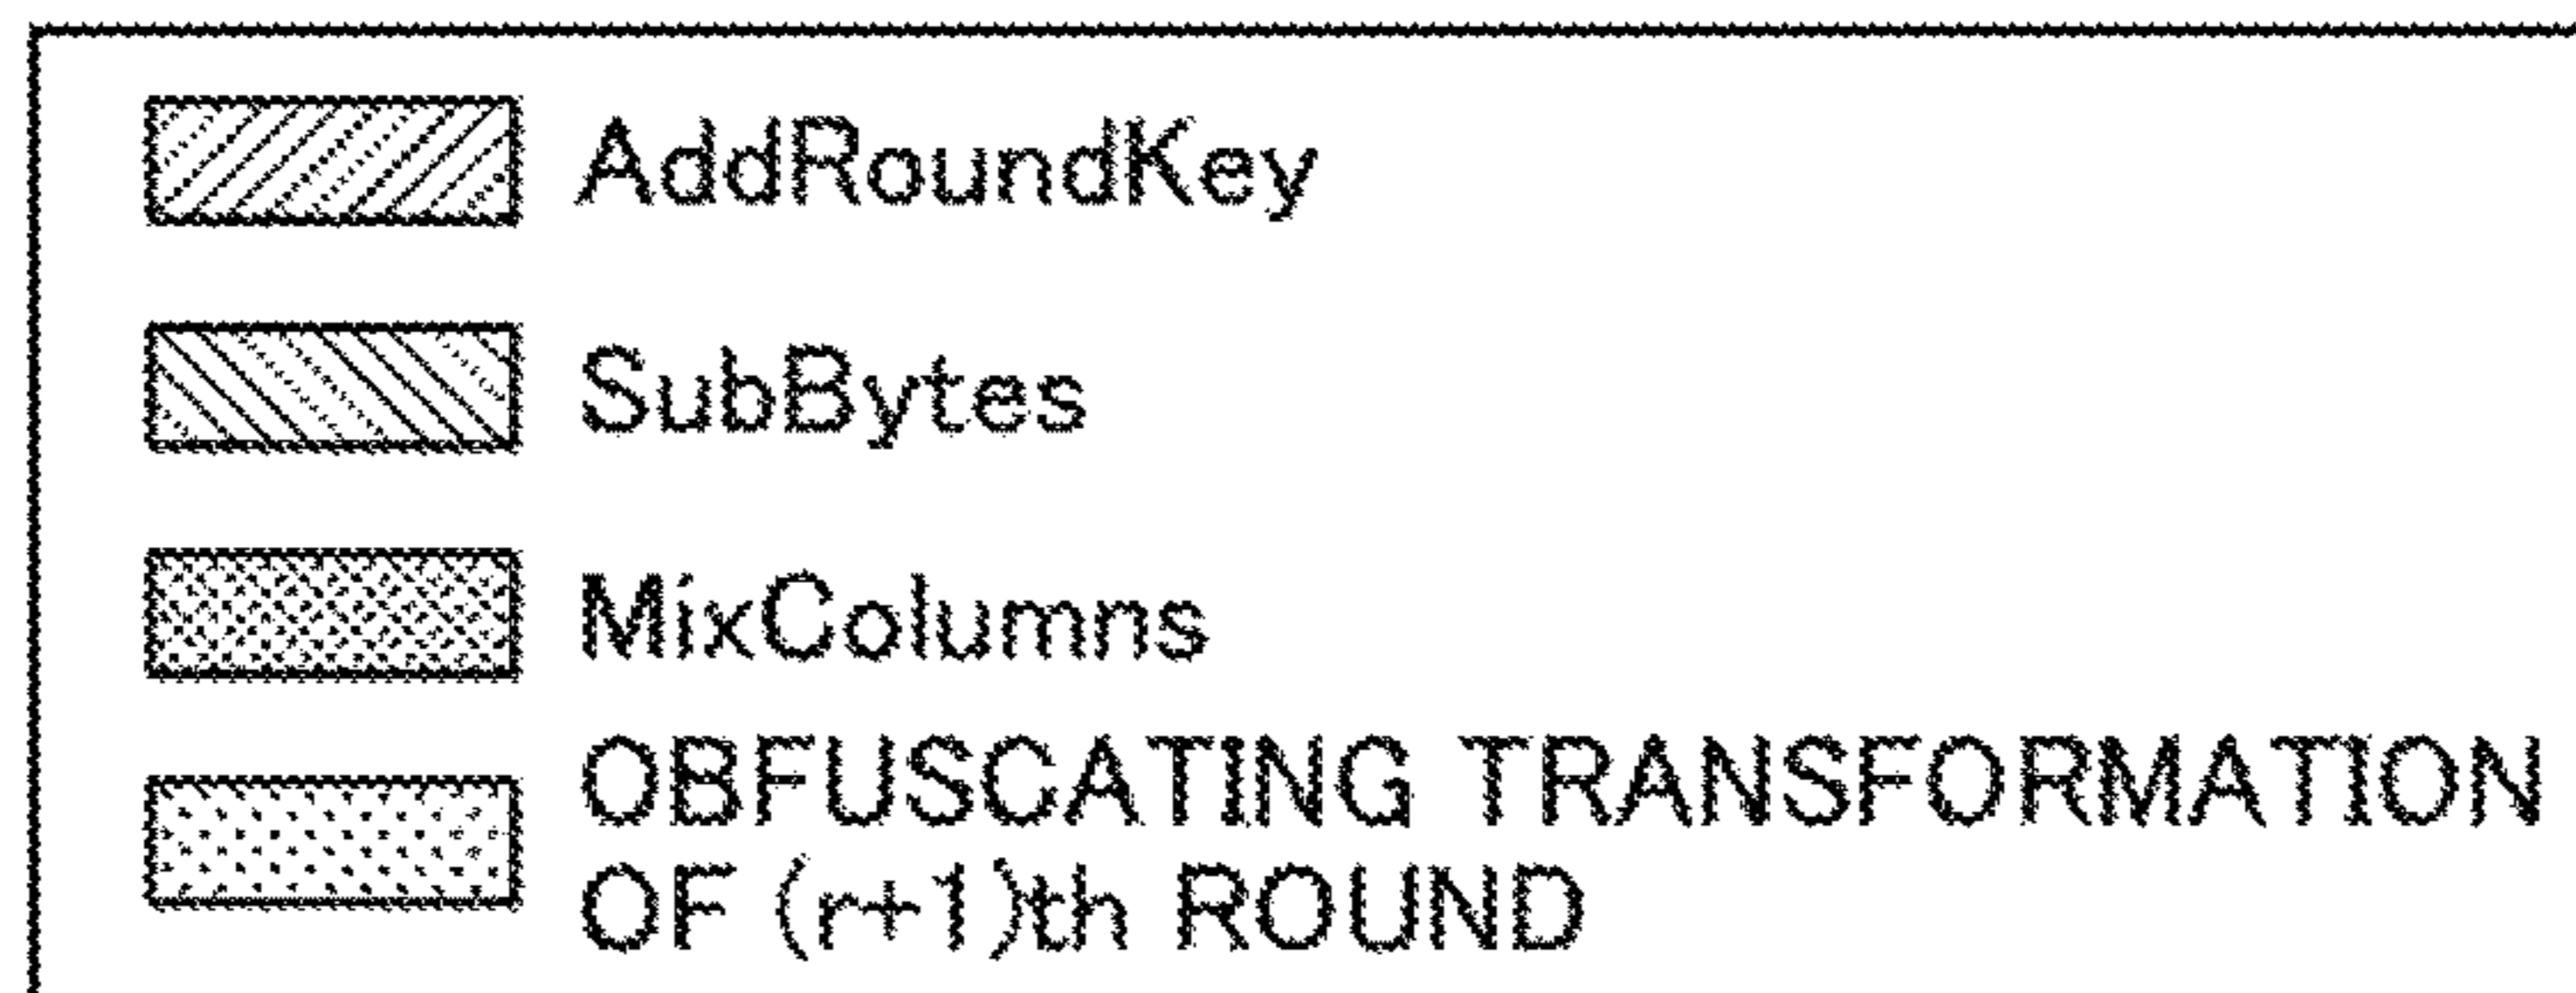 AddRoundKey
SubBytes
MixColumns
OBFUSCATING TRANSFORMATION
OF (r+1)th ROUND